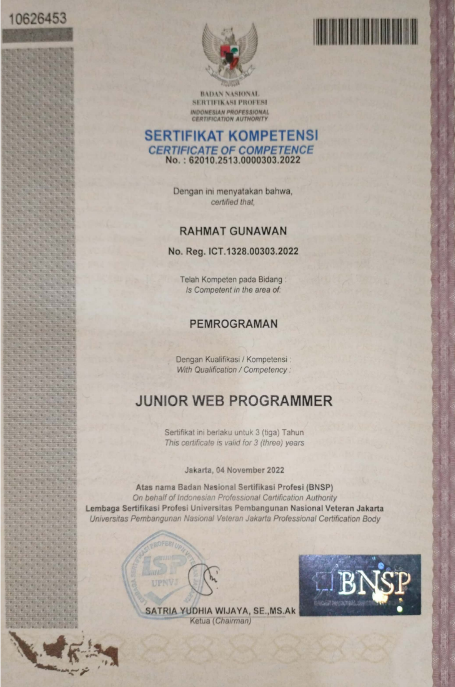 10626453
BADAN NASIONAL
SERTIFIKASI PROFESI
INDONESIAN PROFESSIONAL
CERTIFICATION AUTHORITY
SERTIFIKAT KOMPETENSI
CERTIFICATE OF COMPETENCE
No. : 62010.2513.0000303.2022
Dengan ini menyatakan bahwa,
certified that,
RAHMAT GUNAWAN
No. Reg. ICT.1328.00303.2022
Telah Kompeten pada Bidang :
Is Competent in the area of:
PEMROGRAMAN
Dengan Kualifikasi / Kompetensi :
With Qualification / Competency :
JUNIOR WEB PROGRAMMER
Sertifikat ini berlaku untuk 3 (tiga) Tahun
This certificate is valid for 3 (three) years
Jakarta, 04 November 2022
Atas nama Badan Nasional Sertifikasi Profesi (BNSP)
On behalf of Indonesian Professional Certification Authority
Lembaga Sertifikasi Profesi Universitas Pembangunan Nasional Veteran Jakarta
Universitas Pembangunan Nasional Veteran Jakarta Professional Certification Body
LSP
UPNVJ
BNSP
SATRIA YUDHIA WIJAYA, SE.,MS.Ak
Ketua (Chairman)